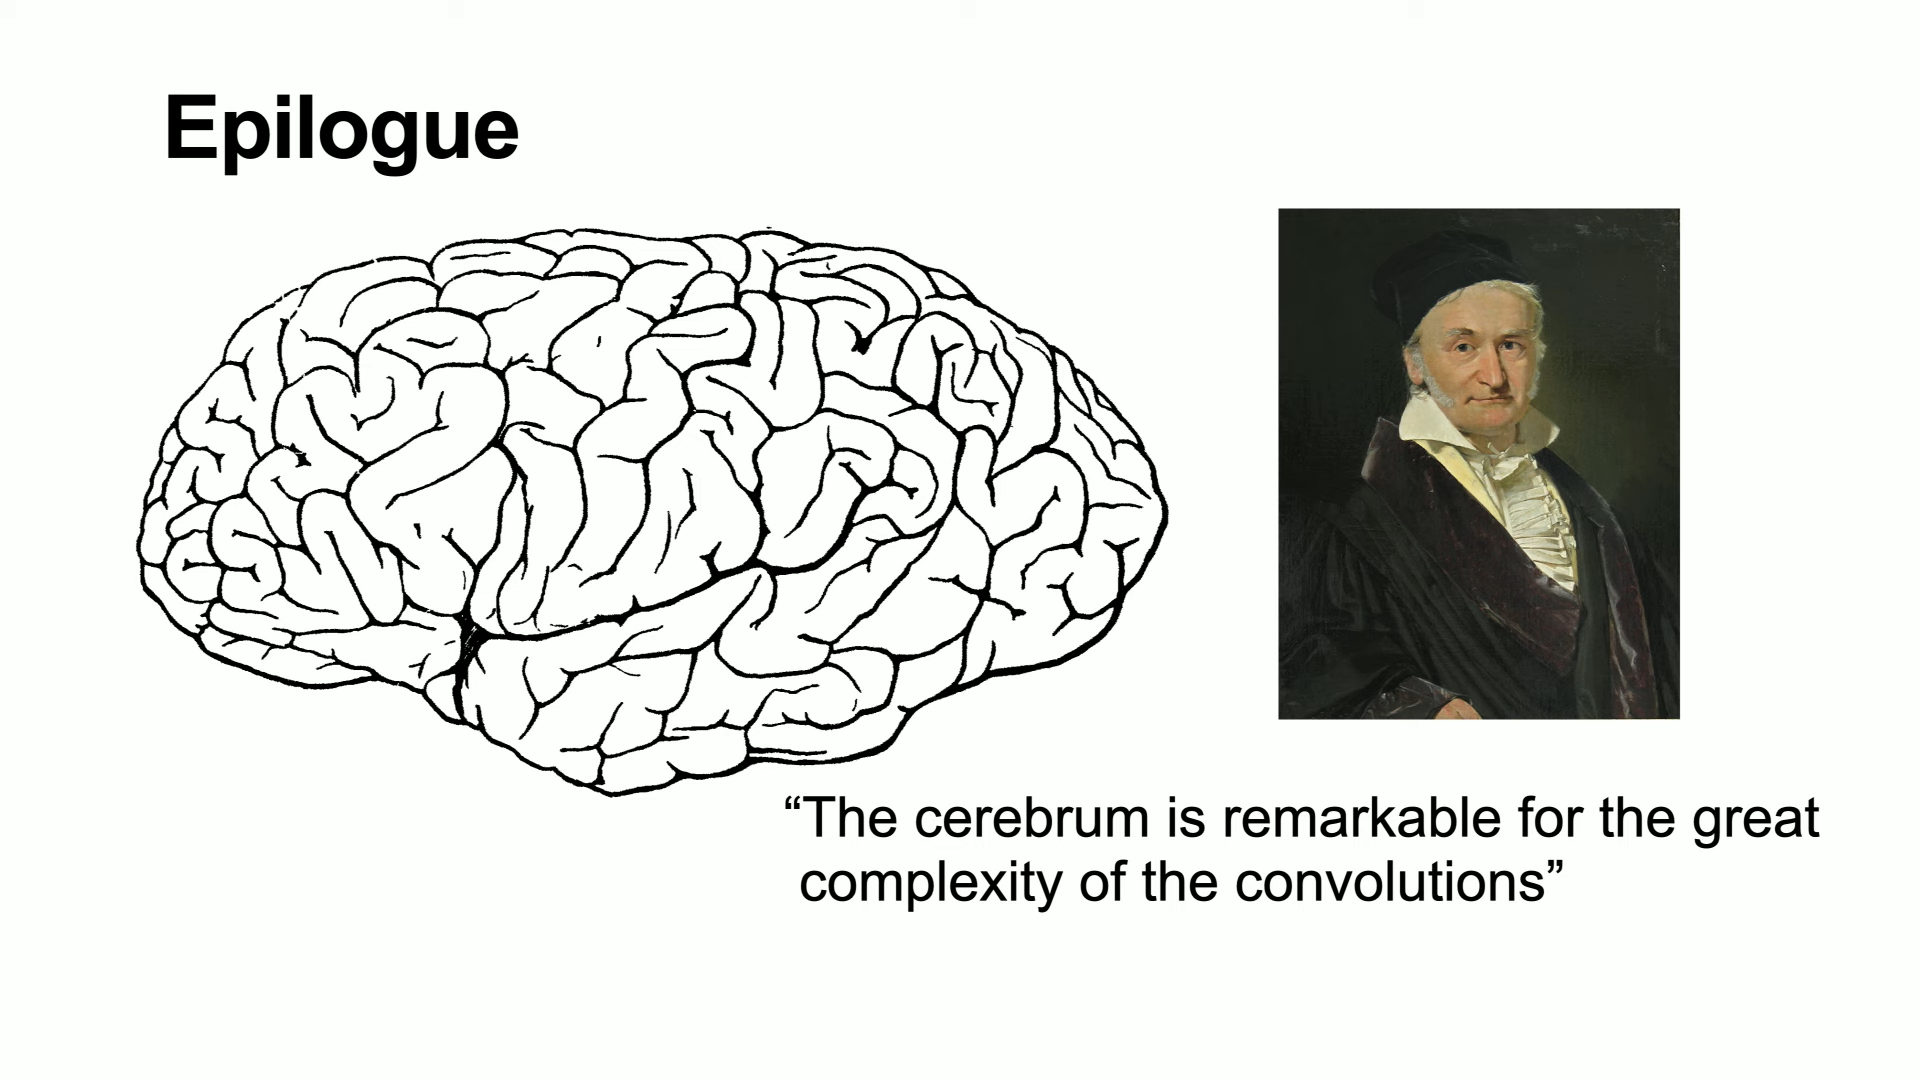 Epilogue
“The cerebrum is remarkable for the great
complexity of the convolutions”